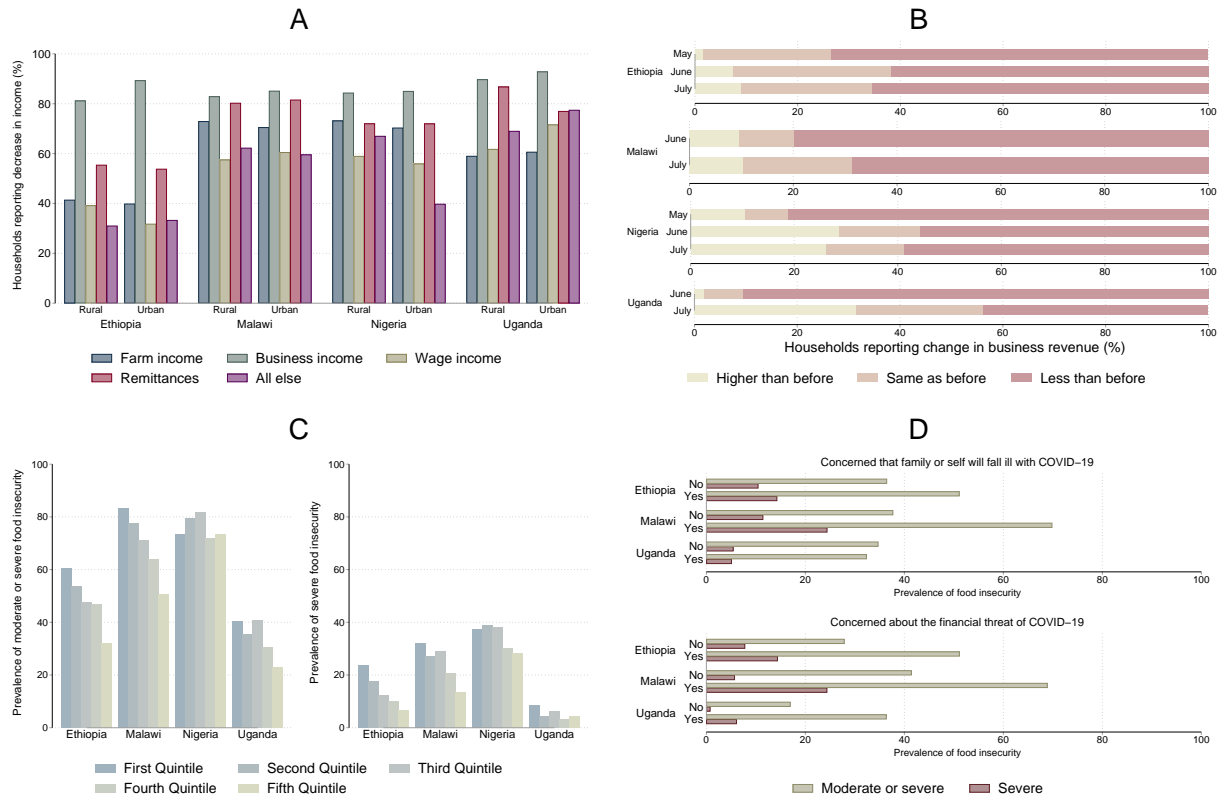 A
Households reporting decrease in income (%)
100
80
60
40
20
0
Rural Urban Rural Urban Rural Urban Rural Urban
Ethiopia Malawi Nigeria Uganda
Farm income Business income Wage income
Remittances All else
B
Ethiopia
May
June
July
0 20 40 60 80 100
Malawi
June
July
0 20 40 60 80 100
Nigeria
May
June
July
0 20 40 60 80 100
Uganda
June
July
0 20 40 60 80 100
Households reporting change in business revenue (%)
Higher than before Same as before Less than before
C
Prevalence of moderate or severe food insecurity
100
80
60
40
20
0
Ethiopia Malawi Nigeria Uganda
Prevalence of severe food insecurity
100
80
60
40
20
0
Ethiopia Malawi Nigeria Uganda
First Quintile Second Quintile Third Quintile
Fourth Quintile Fifth Quintile
D
Concerned that family or self will fall ill with COVID−19
Ethiopia
No
Yes
Malawi
No
Yes
Uganda
No
Yes
0 20 40 60 80 100
Prevalence of food insecurity
Concerned about the financial threat of COVID−19
Ethiopia
No
Yes
Malawi
No
Yes
Uganda
No
Yes
0 20 40 60 80 100
Prevalence of food insecurity
Moderate or severe Severe